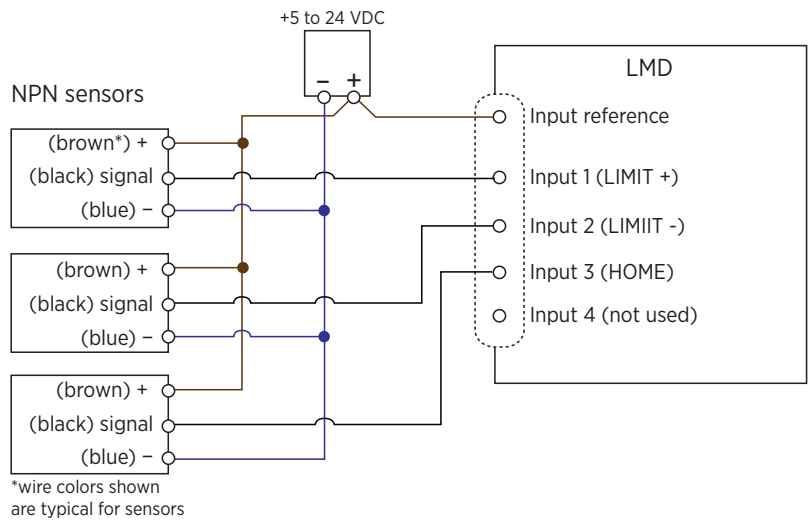 +5 to 24 VDC
− +
NPN sensors
(brown*) +
(black) signal
(blue) −
(brown) +
(black) signal
(blue) −
(brown) +
(black) signal
(blue) −
*wire colors shown
are typical for sensors
LMD
Input reference
Input 1 (LIMIT +)
Input 2 (LIMIIT -)
Input 3 (HOME)
Input 4 (not used)